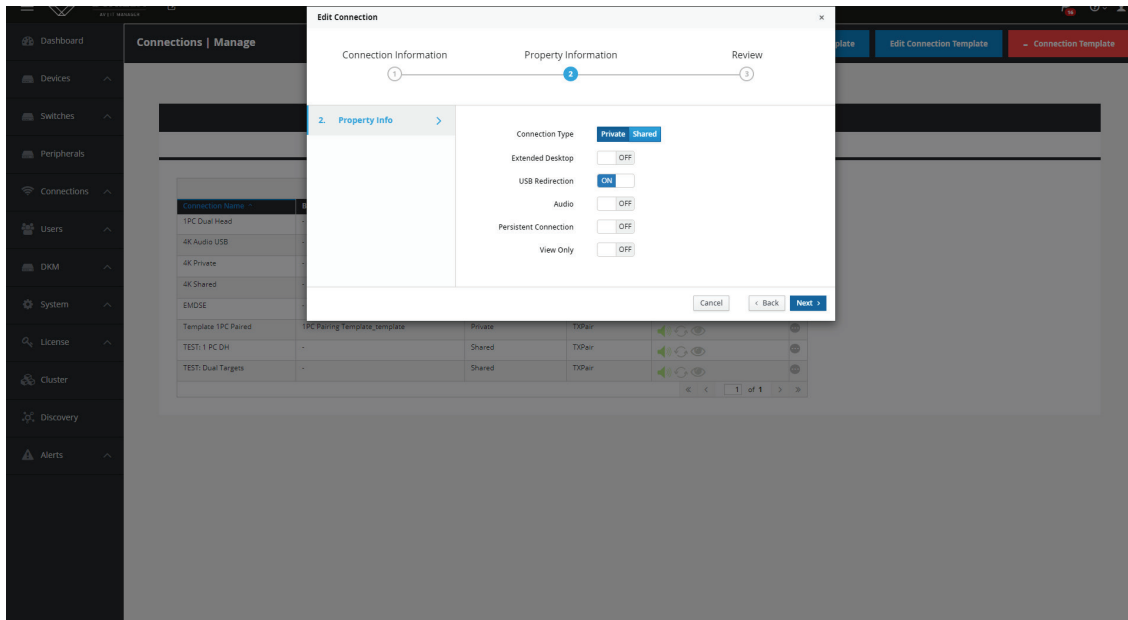 Edit Connection
×
Dashboard
Connections | Manage
plate
Edit Connection Template
– Connection Template
Connection Information
Property Information
Review
1
2
3
Devices
Switches
Peripherals
Connections
Users
DKM
System
License
Cluster
Discovery
Alerts
2. Property Info
Connection Type Private Shared
Extended Desktop OFF
USB Redirection ON
Audio OFF
Persistent Connection OFF
View Only OFF
Cancel
< Back
Next >
Connection Name
1PC Dual Head -
4K Audio USB -
4K Private -
4K Shared -
EMDSE -
Template 1PC Paired 1PC Pairing Template_template Private TXPair
TEST: 1 PC DH - Shared TXPair
TEST: Dual Targets - Shared TXPair
1 of 1